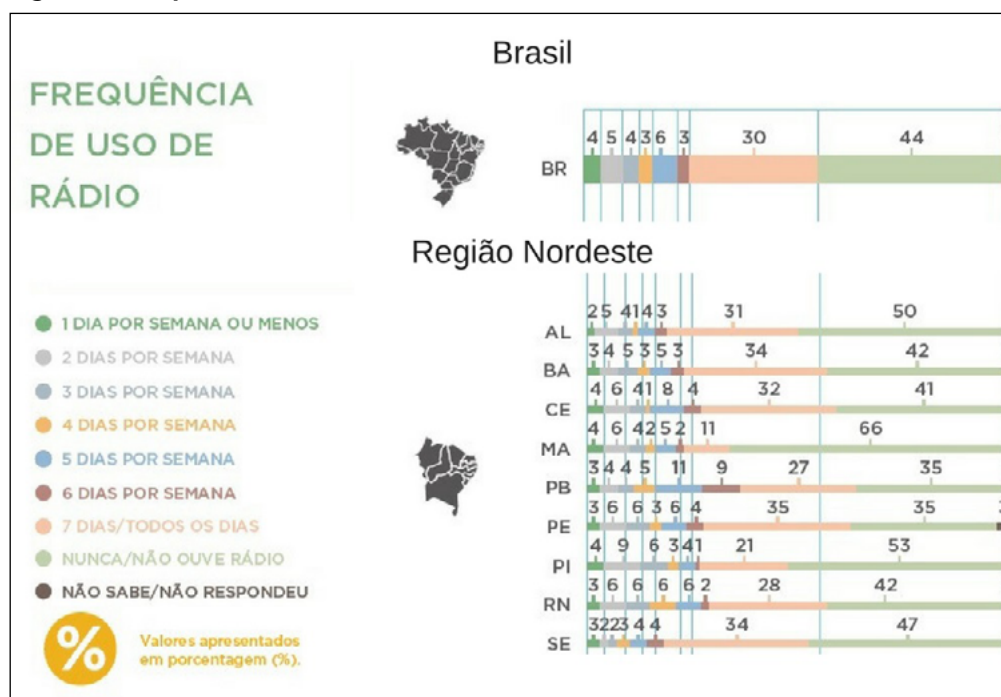 Brasil
FREQUÊNCIA
DE USO DE
RÁDIO
4 5 4 3 6 3 30 44
BR
Região Nordeste
1 DIA POR SEMANA OU MENOS
2 DIAS POR SEMANA
3 DIAS POR SEMANA
4 DIAS POR SEMANA
5 DIAS POR SEMANA
6 DIAS POR SEMANA
7 DIAS/TODOS OS DIAS
NUNCA/NÃO OUVE RÁDIO
NÃO SABE/NÃO RESPONDEU
%
Valores apresentados
em porcentagem (%).
2 5 4 1 4 3 31 50
AL
3 4 5 3 5 3 34 42
BA
4 6 4 1 8 4 32 41
CE
4 6 4 2 5 2 11 66
MA
3 4 4 5 11 9 27 35
PB
3 6 6 3 6 4 35 35
PE
4 9 6 3 4 1 21 53
PI
3 6 6 6 6 2 28 42
RN
3 2 2 3 4 4 34 47
SE